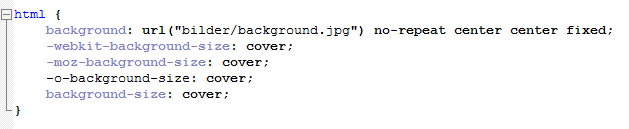 html {
    background: url("bilder/background.jpg") no-repeat center center fixed;
    -webkit-background-size: cover;
    -moz-background-size: cover;
    -o-background-size: cover;
    background-size: cover;
}